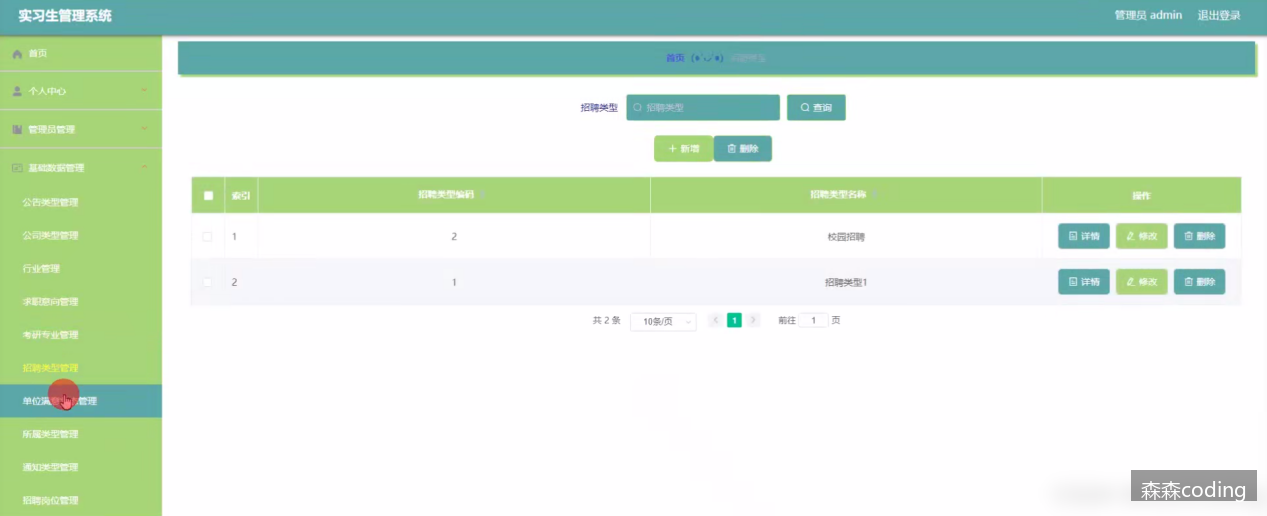 实习生管理系统
管理员 admin 退出登录
首页
个人中心
管理员管理
基础数据管理
公告类型管理
公司类型管理
行业管理
求职意向管理
考研专业管理
招聘类型管理
单位 管理
所属类型管理
通知类型管理
招聘岗位管理
首页 (●'◡'●)
招聘类型 招聘类型 查询
+ 新增 删除
索引 招聘类型编码 招聘类型名称 操作
1 2 校园招聘 详情 修改 删除
2 1 招聘类型1 详情 修改 删除
共 2 条 10条/页 1 前往 1 页
森森coding